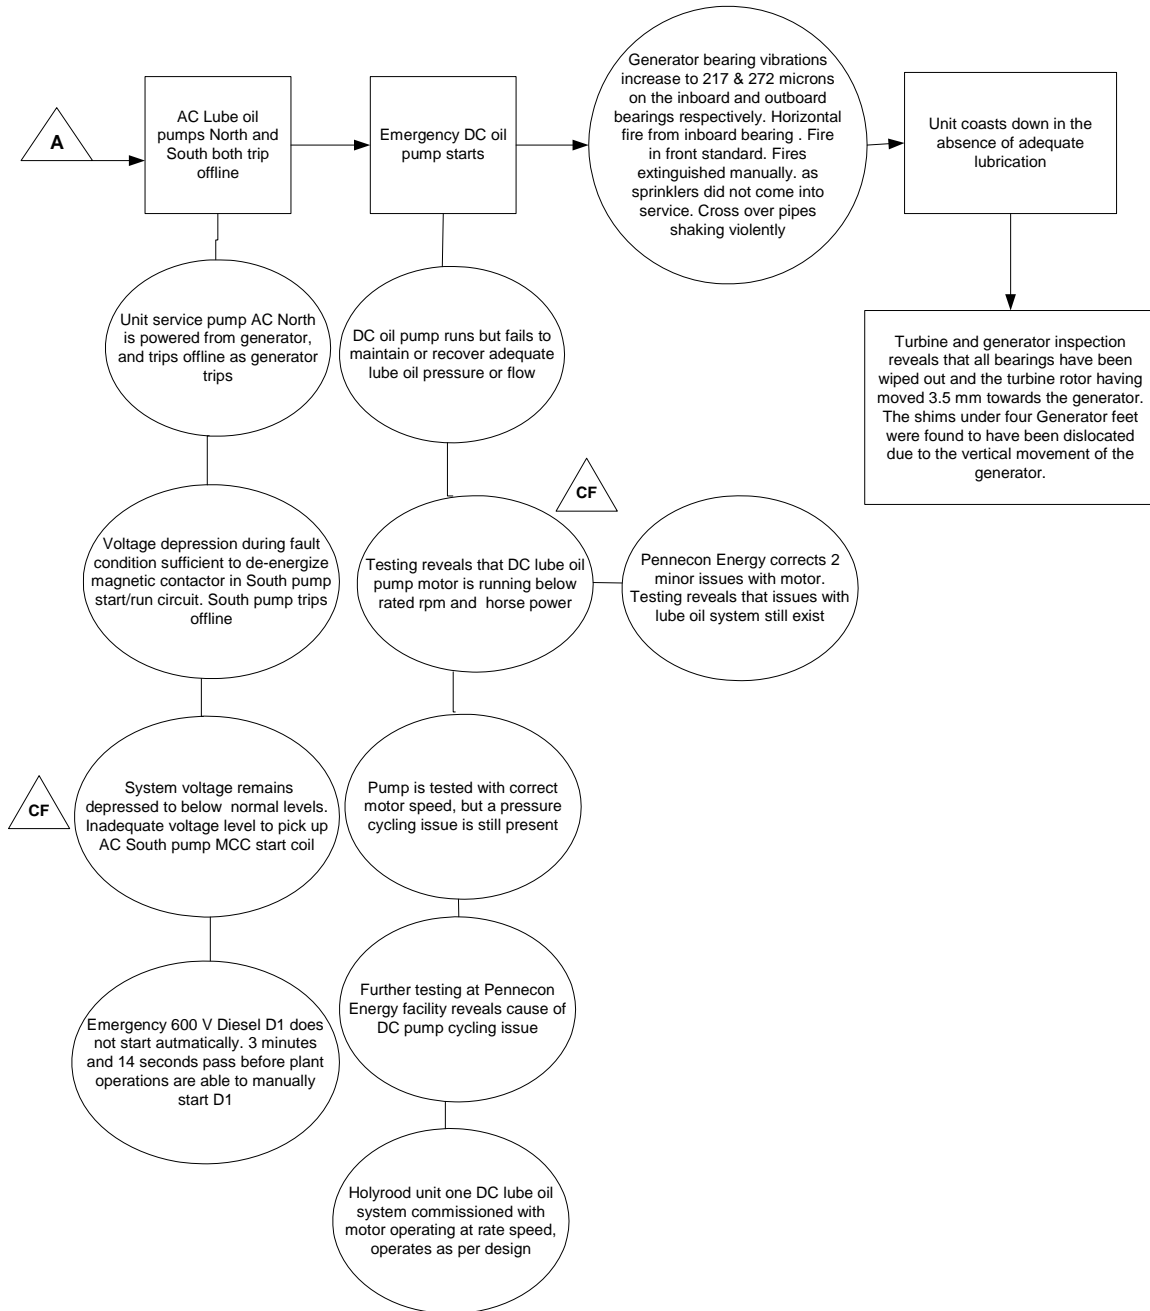 A
AC Lube oil
pumps North and
South both trip
offline
Emergency DC oil
pump starts
Generator bearing vibrations
increase to 217 & 272 microns
on the inboard and outboard
bearings respectively. Horizontal
fire from inboard bearing . Fire
in front standard. Fires
extinguished manually. as
sprinklers did not come into
service. Cross over pipes
shaking violently
Unit coasts down in the
absence of adequate
lubrication
Unit service pump AC North
is powered from generator,
and trips offline as generator
trips
DC oil pump runs but fails to
maintain or recover adequate
lube oil pressure or flow
Turbine and generator inspection
reveals that all bearings have been
wiped out and the turbine rotor having
moved 3.5 mm towards the generator.
The shims under four Generator feet
were found to have been dislocated
due to the vertical movement of the
generator.
CF
Voltage depression during fault
condition sufficient to de-energize
magnetic contactor in South pump
start/run circuit. South pump trips
offline
Testing reveals that DC lube oil
pump motor is running below
rated rpm and horse power
Pennecon Energy corrects 2
minor issues with motor.
Testing reveals that issues with
lube oil system still exist
CF
System voltage remains
depressed to below normal levels.
Inadequate voltage level to pick up
AC South pump MCC start coil
Pump is tested with correct
motor speed, but a pressure
cycling issue is still present
Emergency 600 V Diesel D1 does
not start autmatically. 3 minutes
and 14 seconds pass before plant
operations are able to manually
start D1
Further testing at Pennecon
Energy facility reveals cause of
DC pump cycling issue
Holyrood unit one DC lube oil
system commissioned with
motor operating at rate speed,
operates as per design